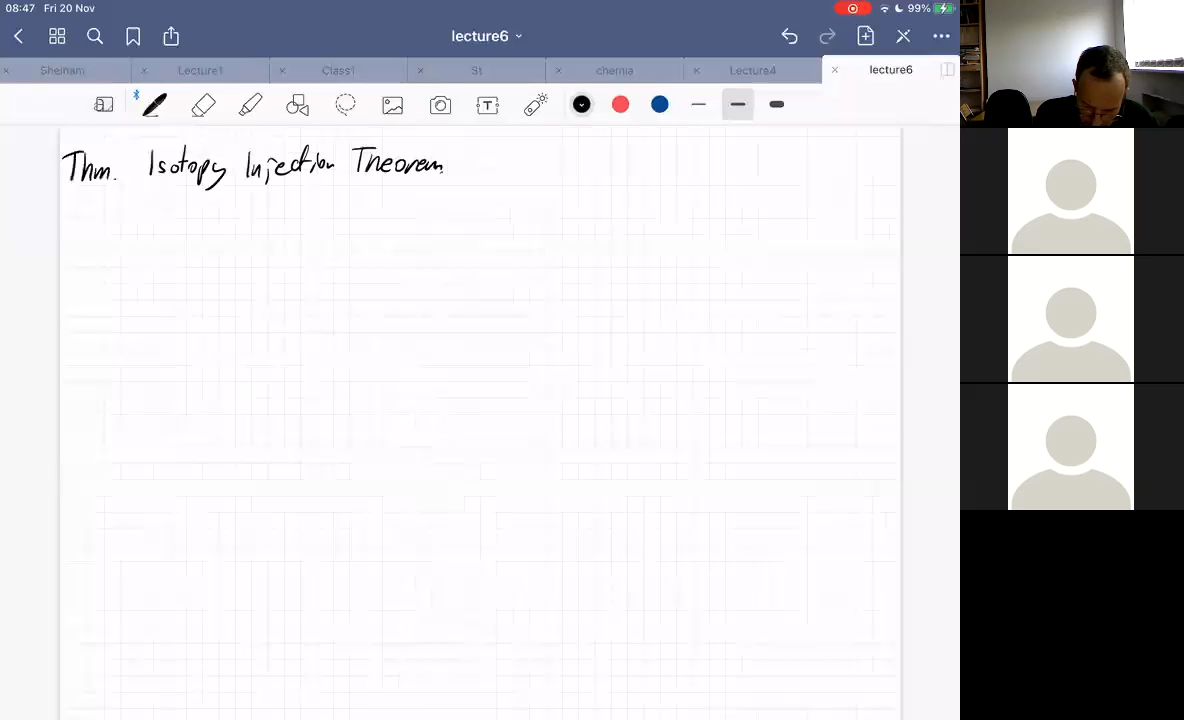 08:47 Fri 20 Nov
99%
lecture6
Sheinam
Lecture1
Class1
St
chemia
Lecture4
lecture6
T
Thm. Isotopy Injection Theorem.